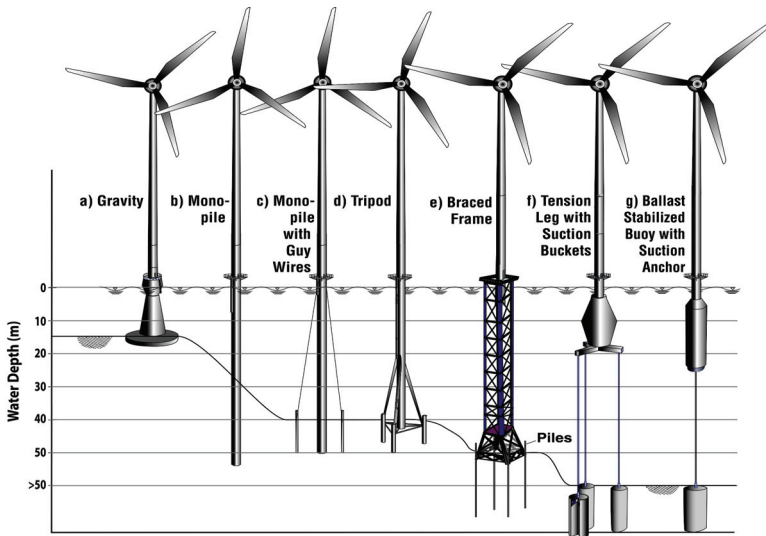 a) Gravity
b) Mono-
pile
c) Mono-
pile
with
Guy
Wires
d) Tripod
e) Braced
Frame
f) Tension
Leg with
Suction
Buckets
g) Ballast
Stabilized
Buoy with
Suction
Anchor
Water Depth (m)
0
10
20
30
40
50
>50
Piles